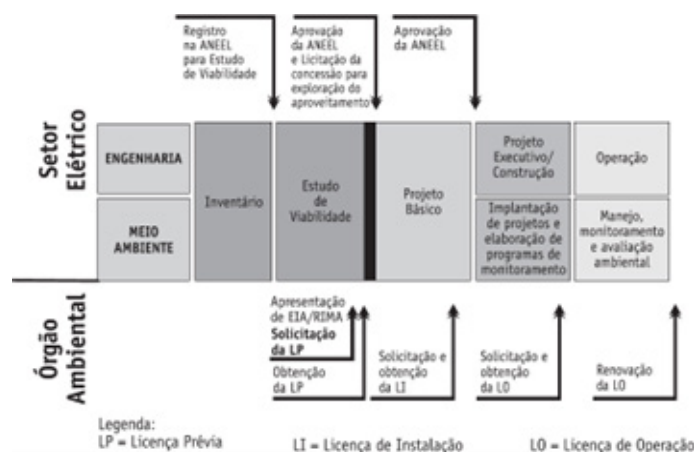 Registro
na ANEEL
para Estudo
de Viabilidade
Aprovação
da ANEEL
e Licitação da
concessão para
exploração do
aproveitamento
Aprovação
da ANEEL
Setor
Elétrico
ENGENHARIA
MEIO
AMBIENTE
Inventário
Estudo
de
Viabilidade
Projeto
Básico
Projeto
Executivo/
Construção
Implantação
de projetos e
elaboração de
programas de
monitoramento
Operação
Manejo,
monitoramento
e avaliação
ambiental
Órgão
Ambiental
Apresentação
de EIA/RIMA
Solicitação
da LP
Obtenção
da LP
Solicitação e
obtenção
da LI
Solicitação e
obtenção
da LO
Renovação
da LO
Legenda:
LP = Licença Prévia
LI = Licença de Instalação
LO = Licença de Operação